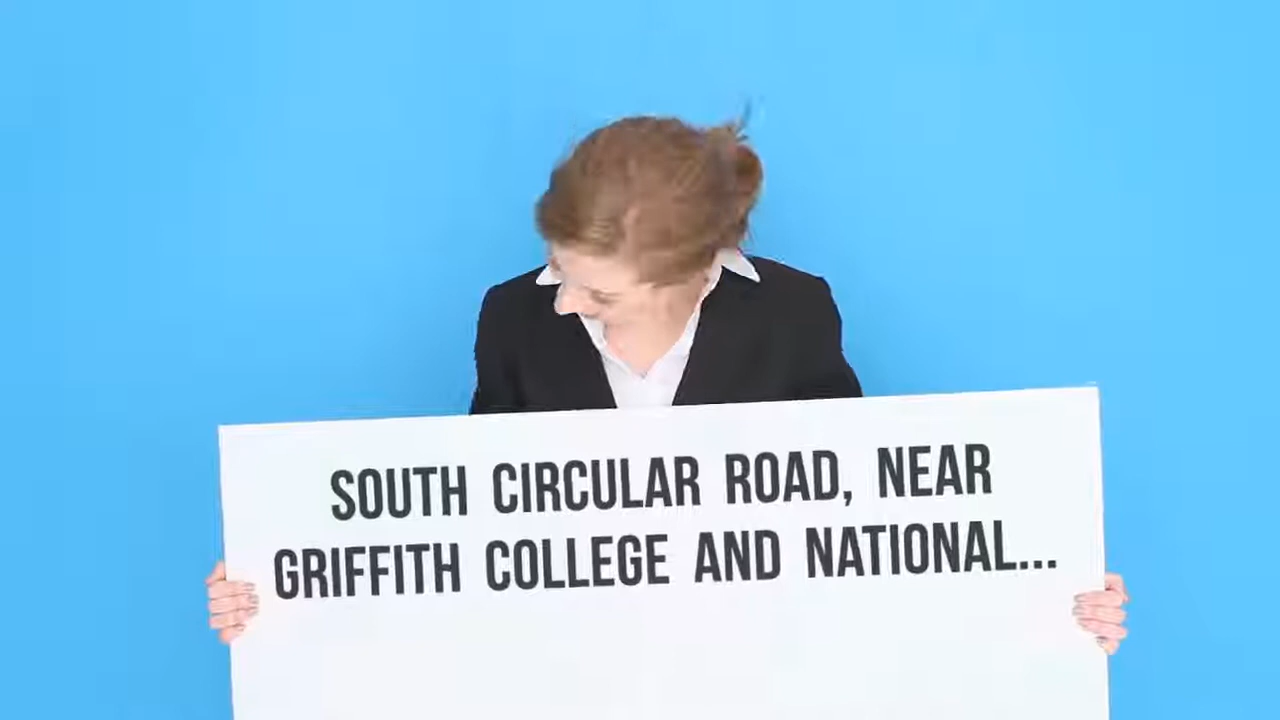 SOUTH CIRCULAR ROAD, NEAR
GRIFFITH COLLEGE AND NATIONAL...